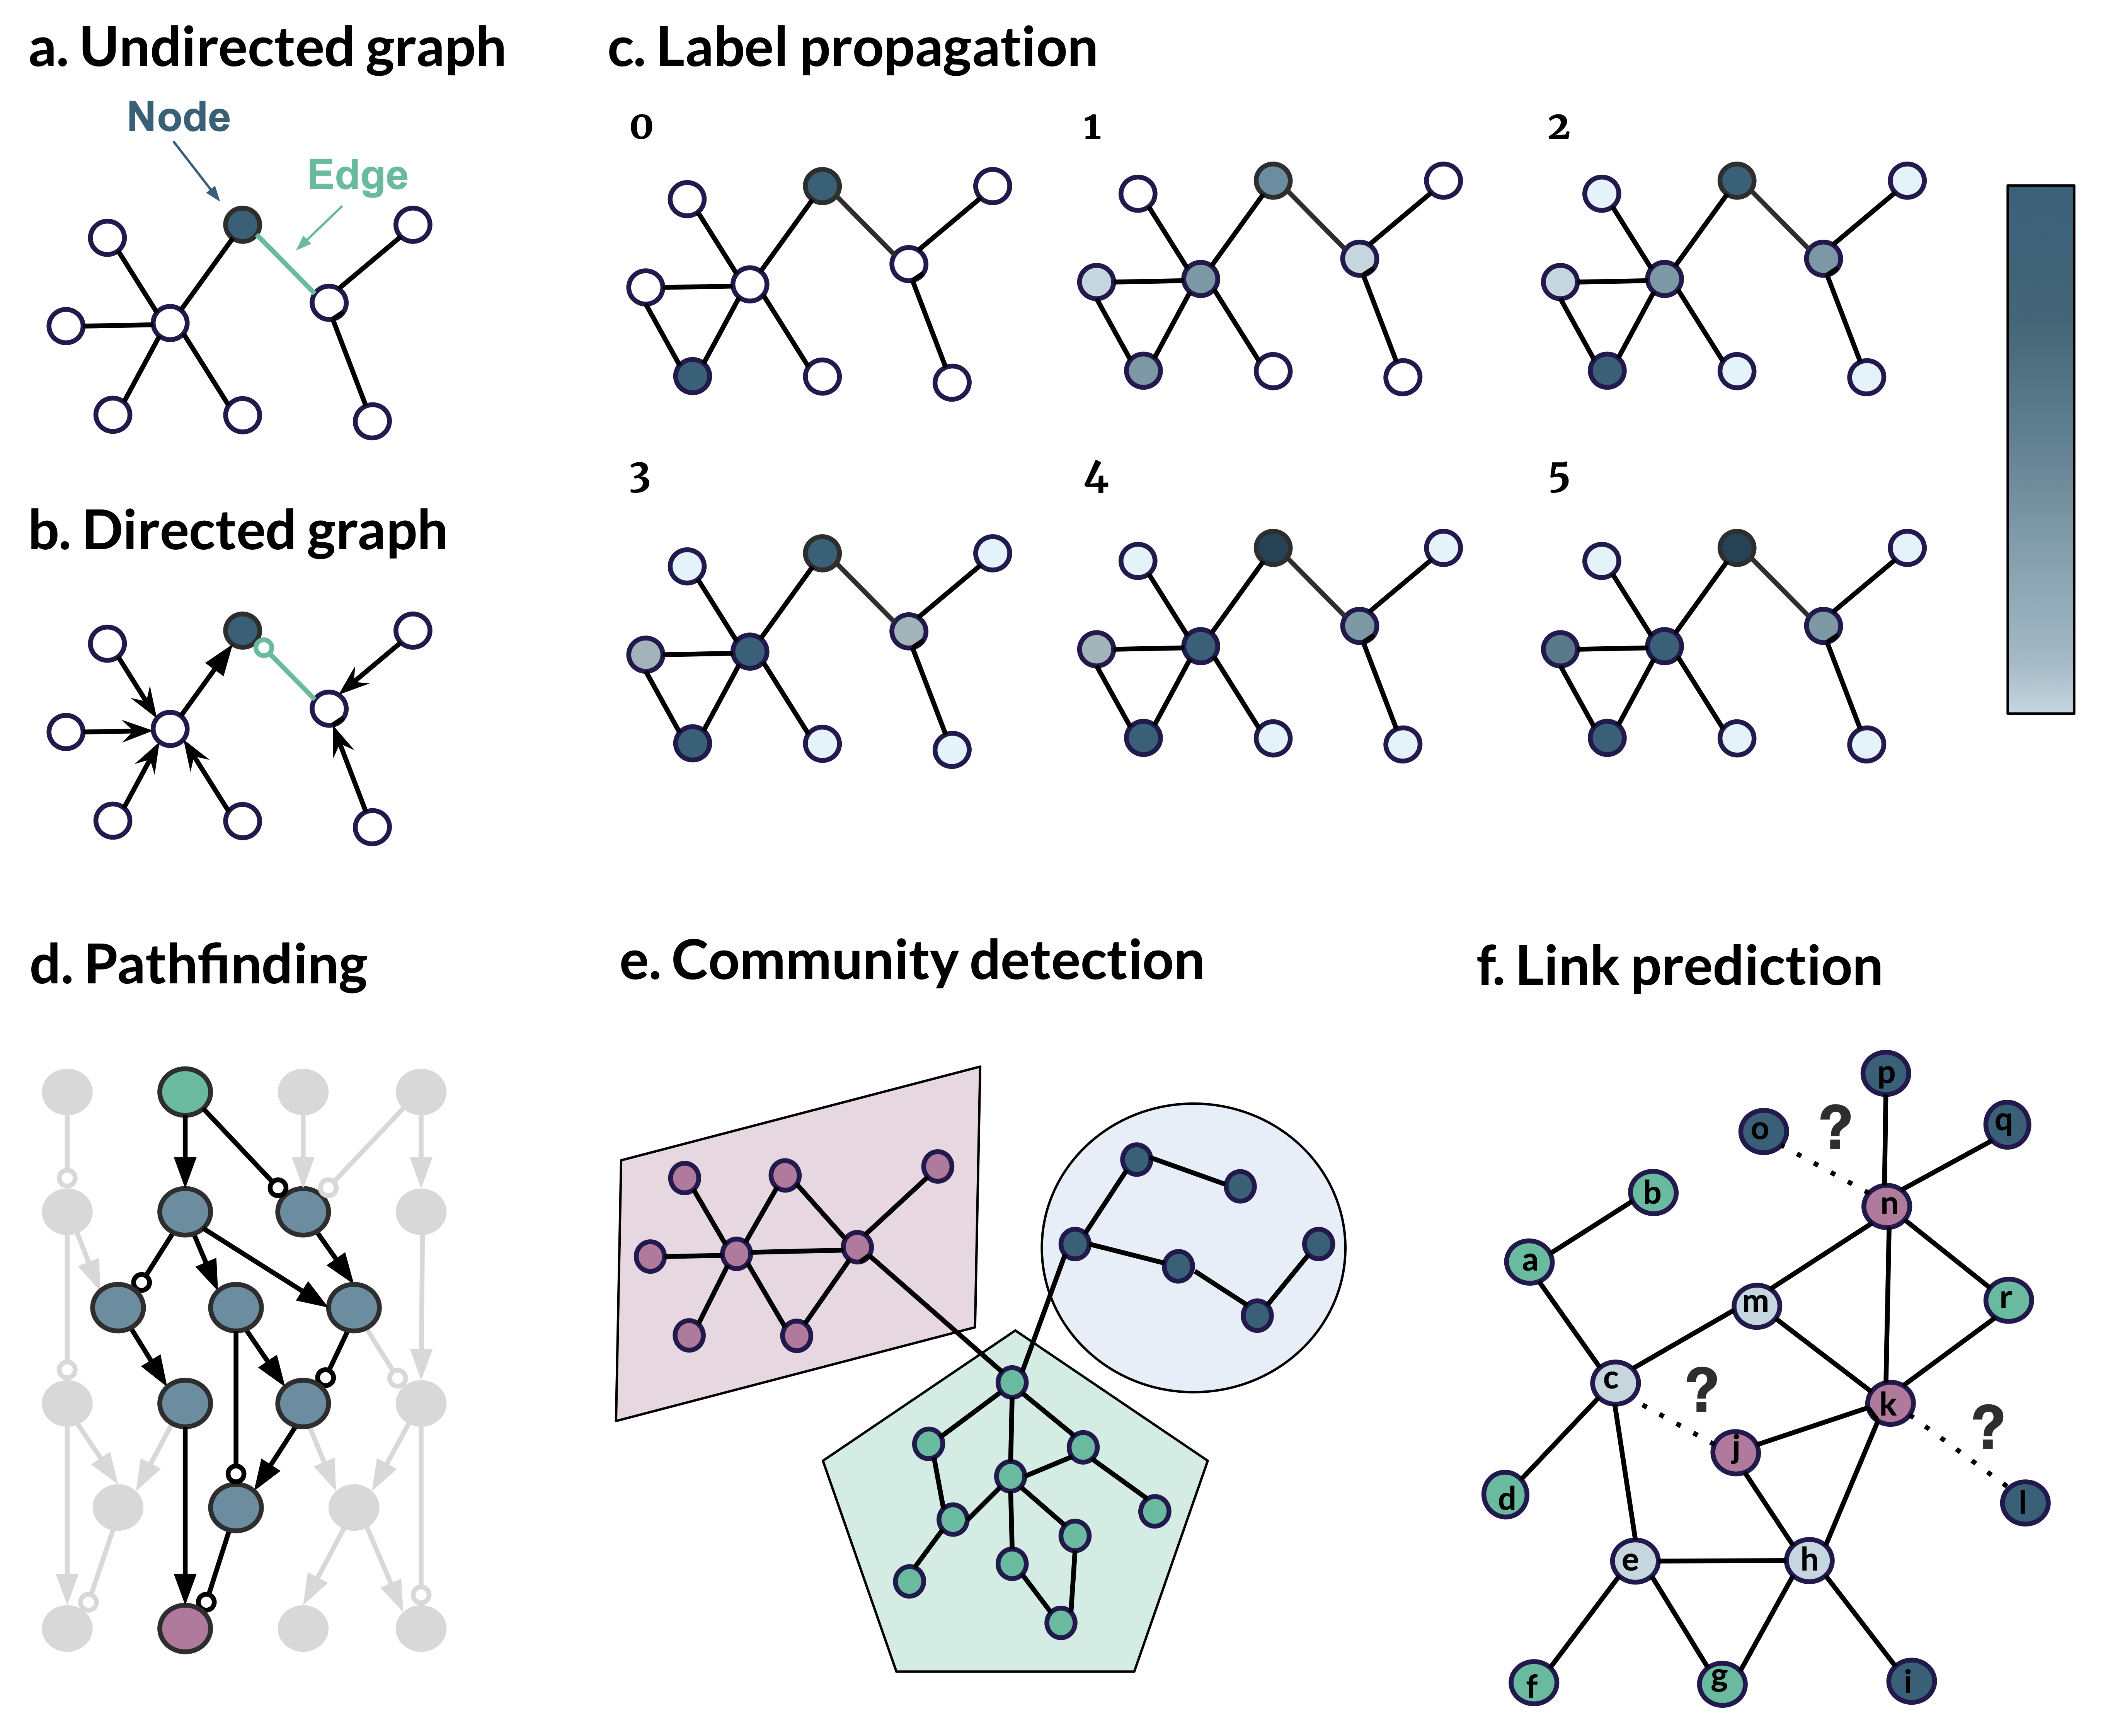 a. Undirected graph
Node
Edge
b. Directed graph
c. Label propagation
0
1
2
3
4
5
d. Pathfinding
e. Community detection
f. Link prediction
p
o
?
q
b
n
a
m
r
c
?
k
?
j
d
l
e
h
f
g
i